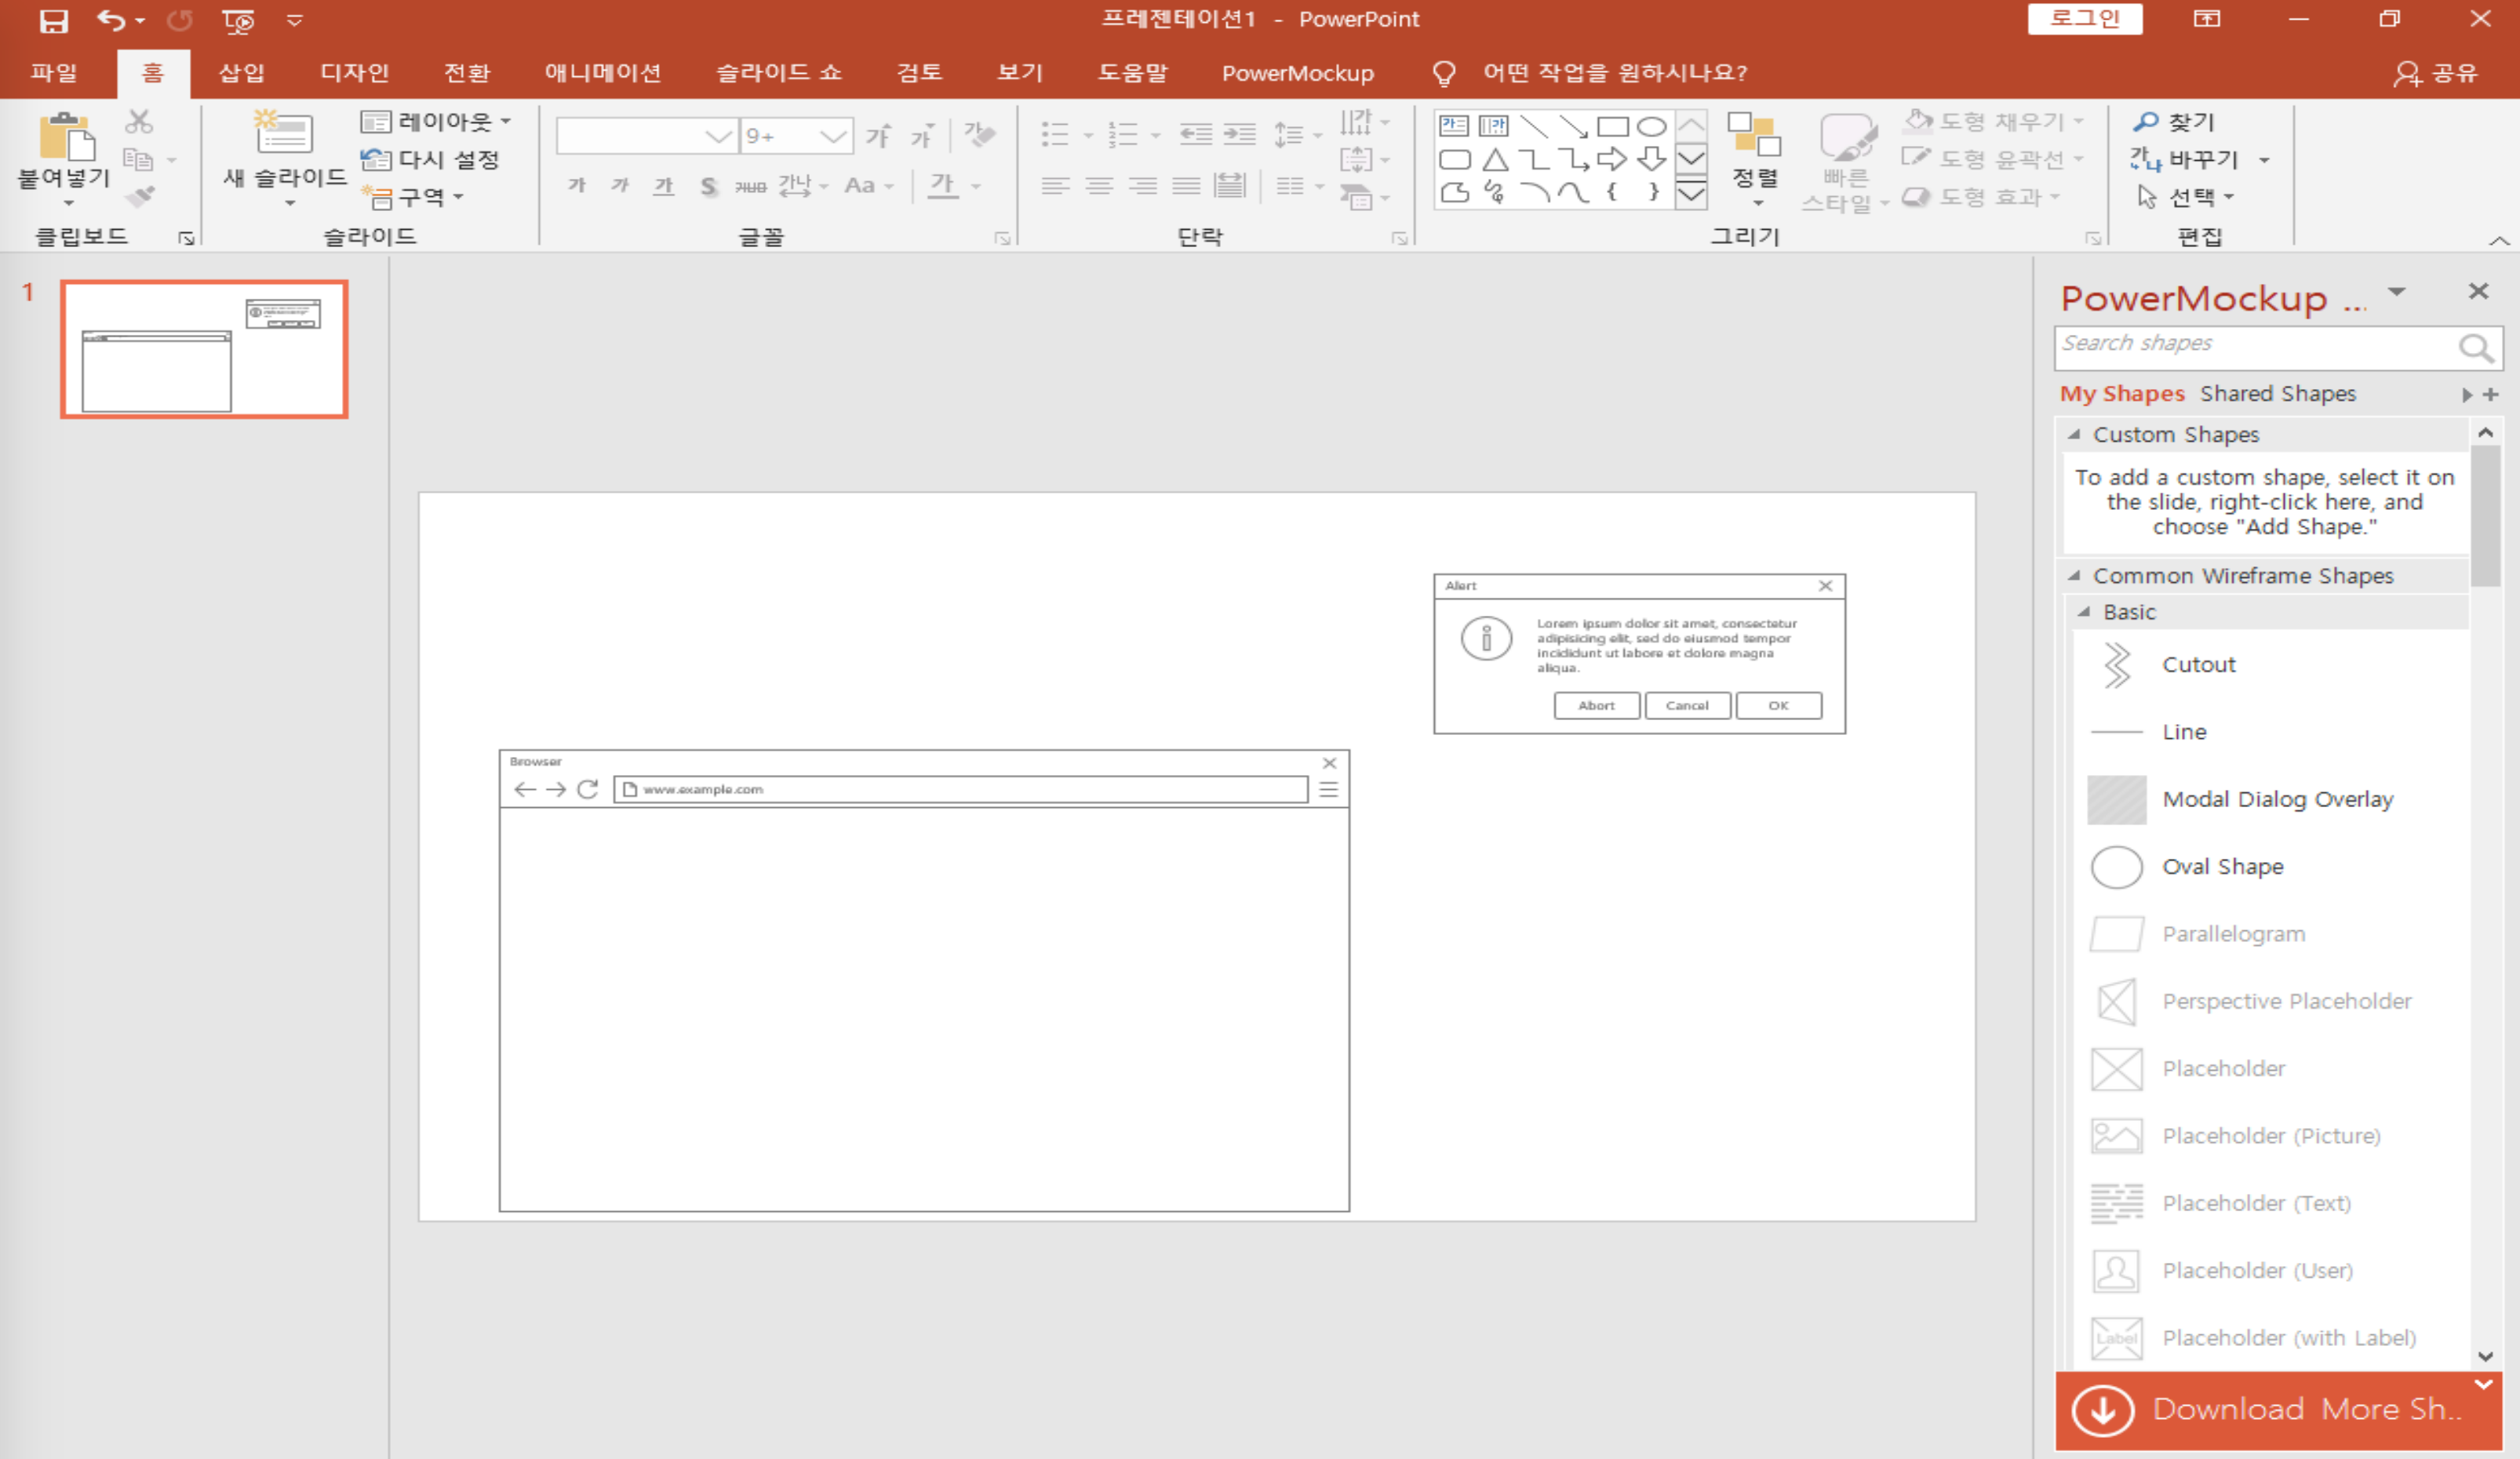 프레젠테이션1 - PowerPoint
로그인
파일 홈 삽입 디자인 전환 애니메이션 슬라이드 쇼 검토 보기 도움말 PowerMockup 어떤 작업을 원하시나요? 공유
붙여넣기
클립보드
새 슬라이드
레이아웃
다시 설정
구역
슬라이드
9+
가 가 가
가 가 가 S 개체 간나 Aa 가
글꼴
단락
정렬
빠른
스타일
도형 채우기
도형 윤곽선
도형 효과
그리기
찾기
바꾸기
선택
편집
1
Alert
Lorem ipsum dolor sit amet, consectetur
adipisicing elit, sed do eiusmod tempor
incididunt ut labore et dolore magna
aliqua.
Abort Cancel OK
Browser
www.example.com
PowerMockup ...
Search shapes
My Shapes Shared Shapes
Custom Shapes
To add a custom shape, select it on
the slide, right-click here, and
choose "Add Shape."
Common Wireframe Shapes
Basic
Cutout
Line
Modal Dialog Overlay
Oval Shape
Parallelogram
Perspective Placeholder
Placeholder
Placeholder (Picture)
Placeholder (Text)
Placeholder (User)
Label
Placeholder (with Label)
Download More Sh..